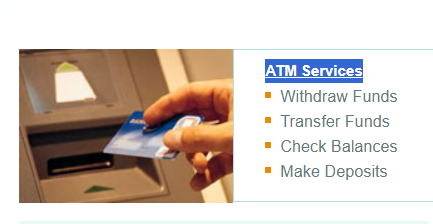 ATM Services
Withdraw Funds
Transfer Funds
Check Balances
Make Deposits